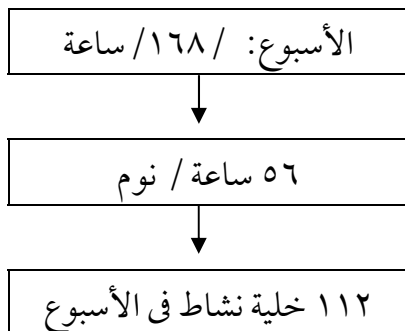 الأسبوع: /١٦٨/ ساعة
٥٦ ساعة / نوم
١١٢ خلية نشاط فى الأسبوع